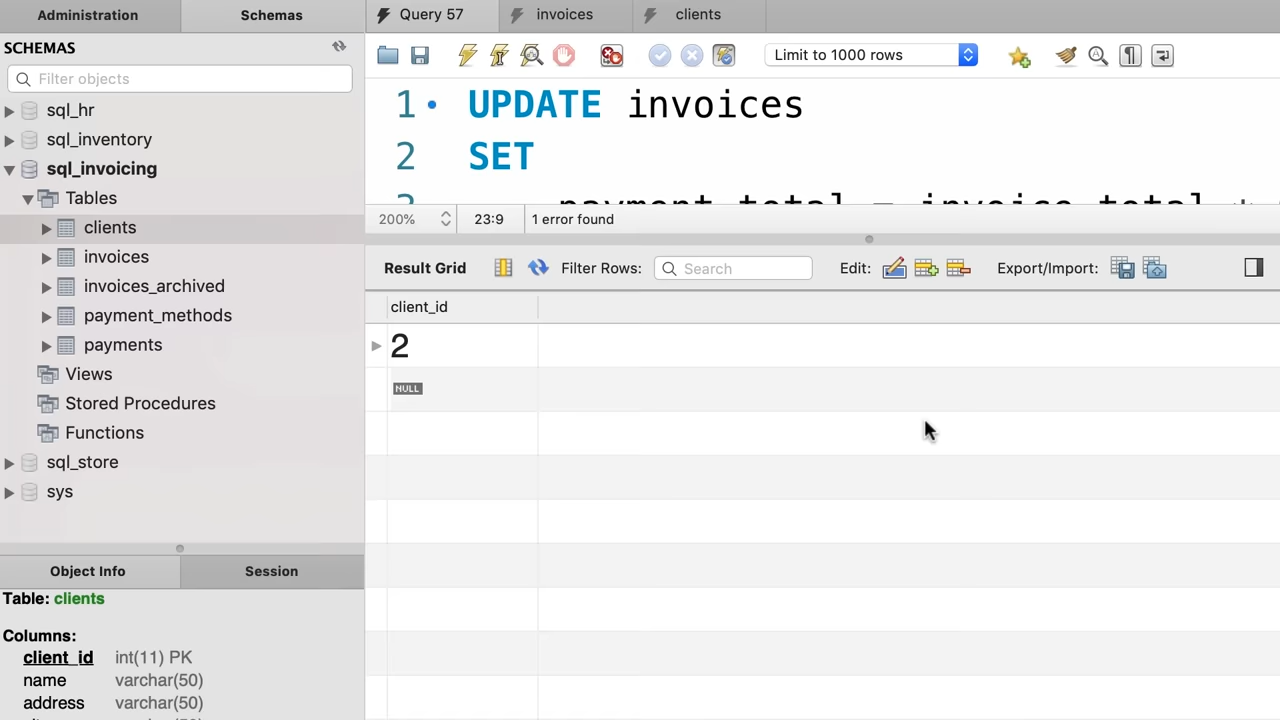 Administration
Schemas
Query 57
invoices
clients
SCHEMAS
Limit to 1000 rows
Filter objects
1 UPDATE invoices
2 SET
3 payment_total = invoice_total *
sql_hr
sql_inventory
sql_invoicing
Tables
clients
invoices
invoices_archived
payment_methods
payments
Views
Stored Procedures
Functions
sql_store
sys
200%
23:9
1 error found
Result Grid
Filter Rows:
Search
Edit:
Export/Import:
client_id
2
NULL
Object Info
Session
Table: clients
Columns:
client_id int(11) PK
name varchar(50)
address varchar(50)